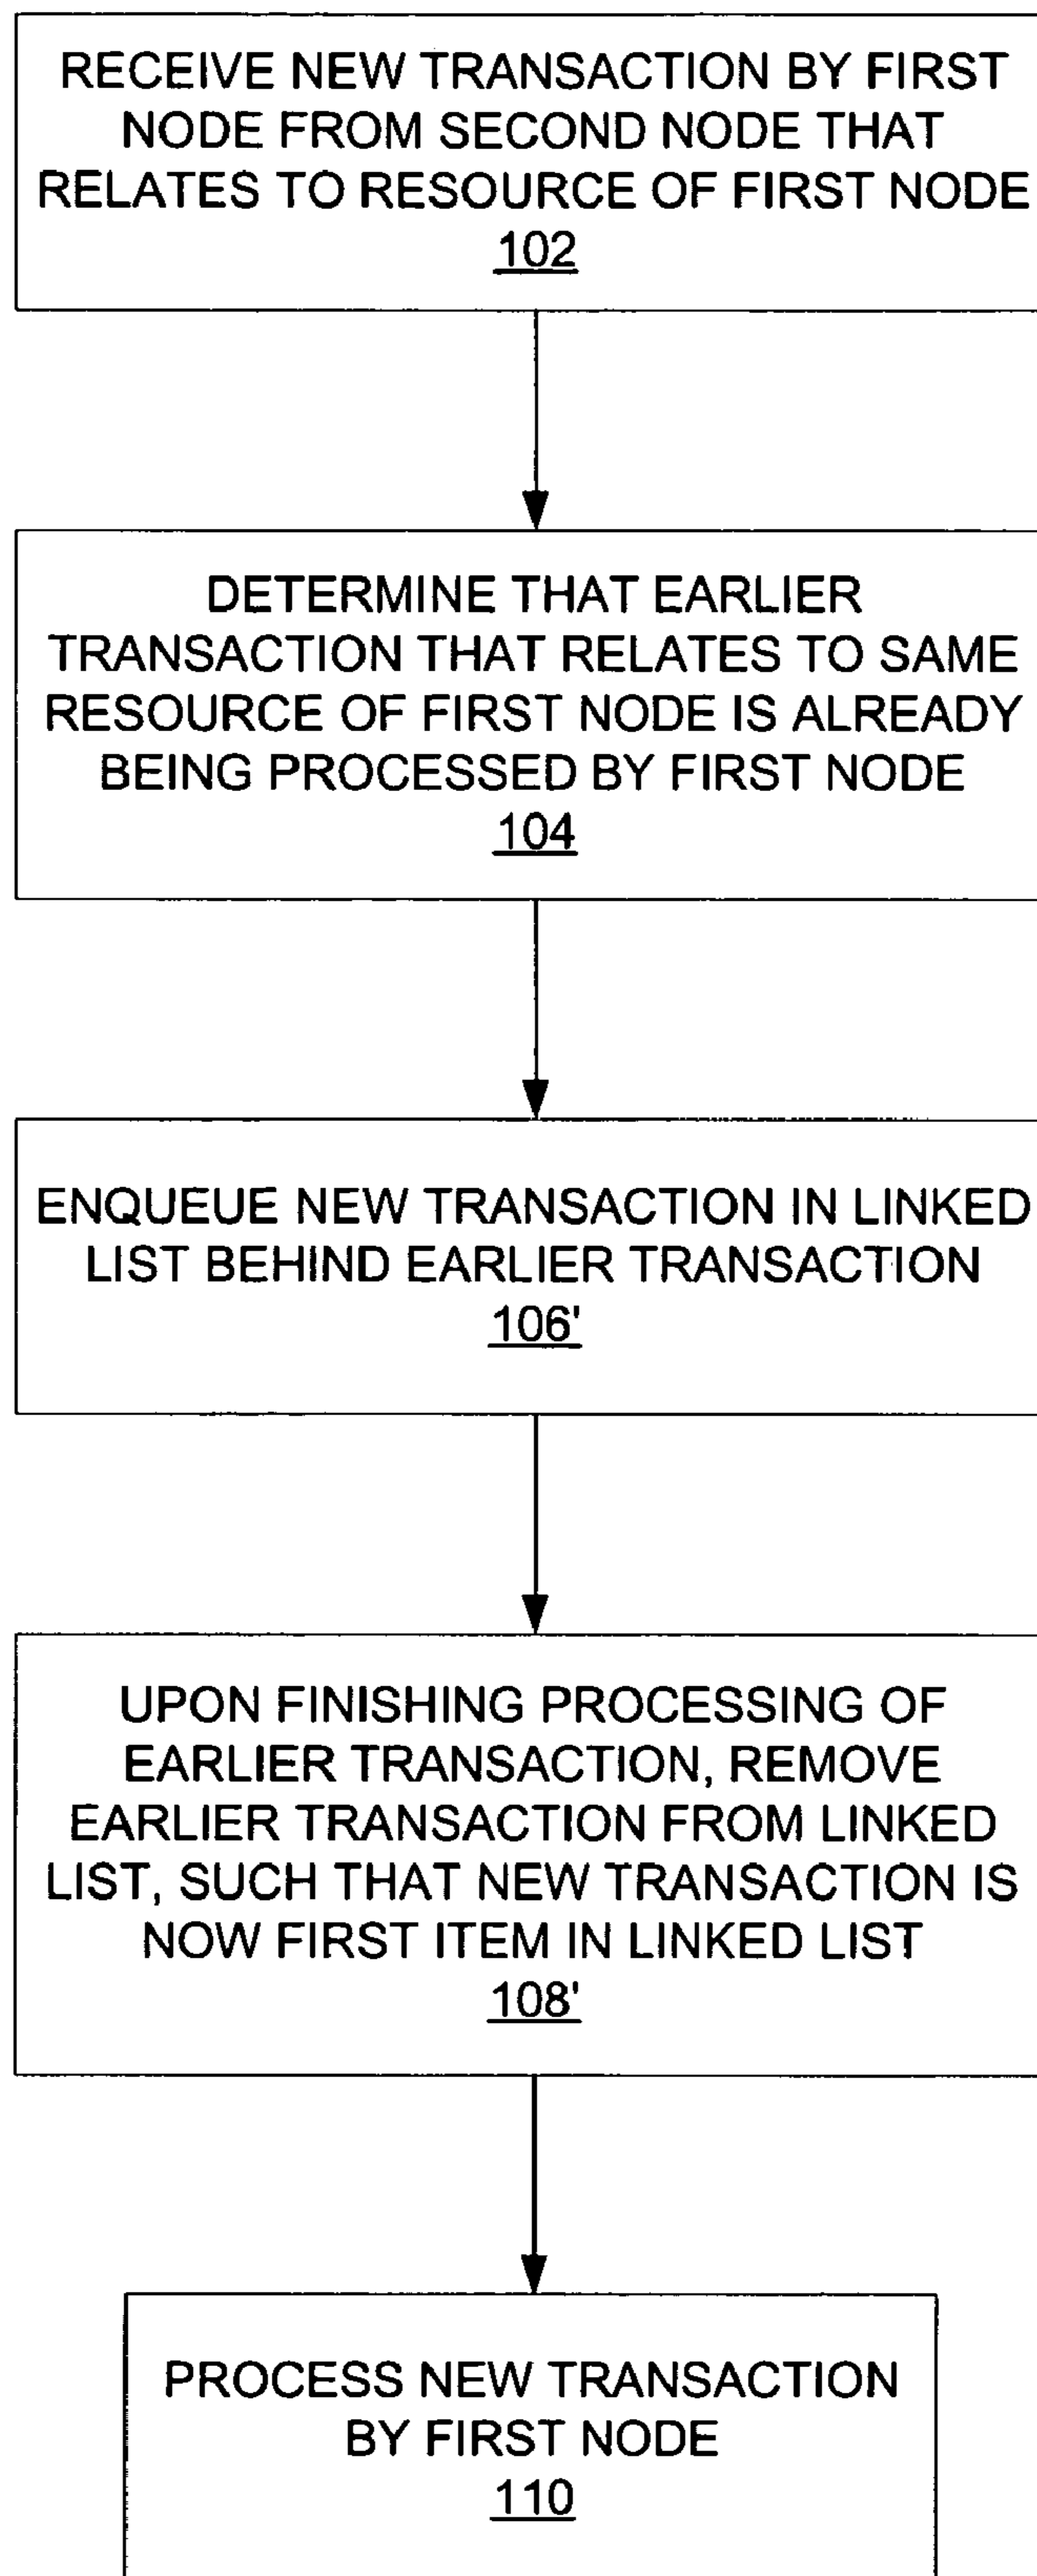 RECEIVE NEW TRANSACTION BY FIRST
NODE FROM SECOND NODE THAT
RELATES TO RESOURCE OF FIRST NODE
102
DETERMINE THAT EARLIER
TRANSACTION THAT RELATES TO SAME
RESOURCE OF FIRST NODE IS ALREADY
BEING PROCESSED BY FIRST NODE
104
ENQUEUE NEW TRANSACTION IN LINKED
LIST BEHIND EARLIER TRANSACTION
106'
UPON FINISHING PROCESSING OF
EARLIER TRANSACTION, REMOVE
EARLIER TRANSACTION FROM LINKED
LIST, SUCH THAT NEW TRANSACTION IS
NOW FIRST ITEM IN LINKED LIST
108'
PROCESS NEW TRANSACTION
BY FIRST NODE
110